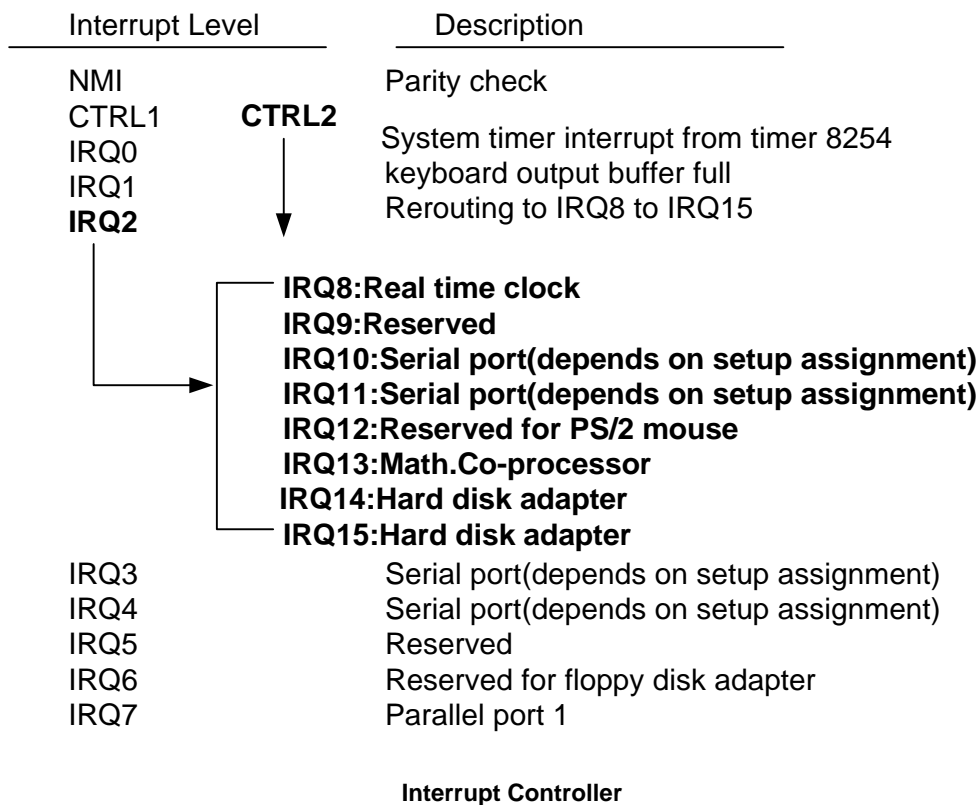 Interrupt Level Description
NMI Parity check
CTRL1 CTRL2
IRQ0 System timer interrupt from timer 8254
IRQ1 keyboard output buffer full
IRQ2 Rerouting to IRQ8 to IRQ15
IRQ8:Real time clock
IRQ9:Reserved
IRQ10:Serial port(depends on setup assignment)
IRQ11:Serial port(depends on setup assignment)
IRQ12:Reserved for PS/2 mouse
IRQ13:Math.Co-processor
IRQ14:Hard disk adapter
IRQ15:Hard disk adapter
IRQ3 Serial port(depends on setup assignment)
IRQ4 Serial port(depends on setup assignment)
IRQ5 Reserved
IRQ6 Reserved for floppy disk adapter
IRQ7 Parallel port 1
Interrupt Controller